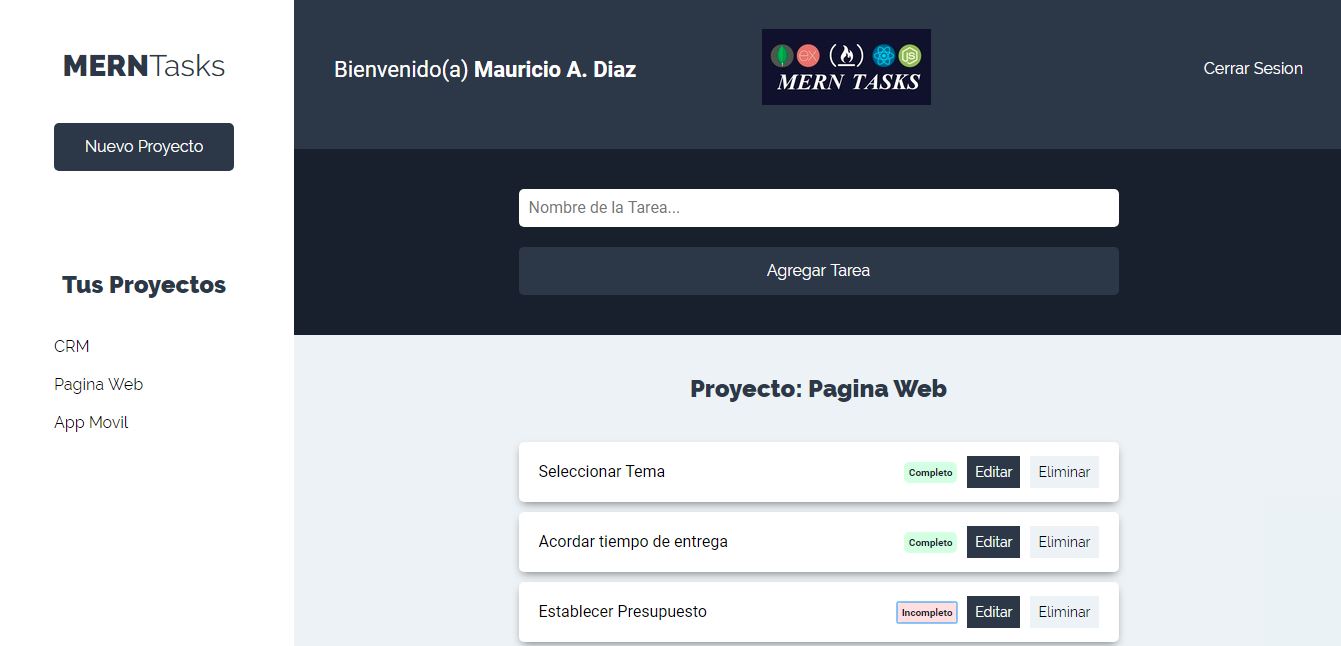 MERNTasks
Nuevo Proyecto
Tus Proyectos
CRM
Pagina Web
App Movil
Bienvenido(a) Mauricio A. Diaz
EX
JS
MERN TASKS
Cerrar Sesion
Nombre de la Tarea...
Agregar Tarea
Proyecto: Pagina Web
Seleccionar Tema Completo Editar Eliminar
Acordar tiempo de entrega Completo Editar Eliminar
Establecer Presupuesto Incompleto Editar Eliminar